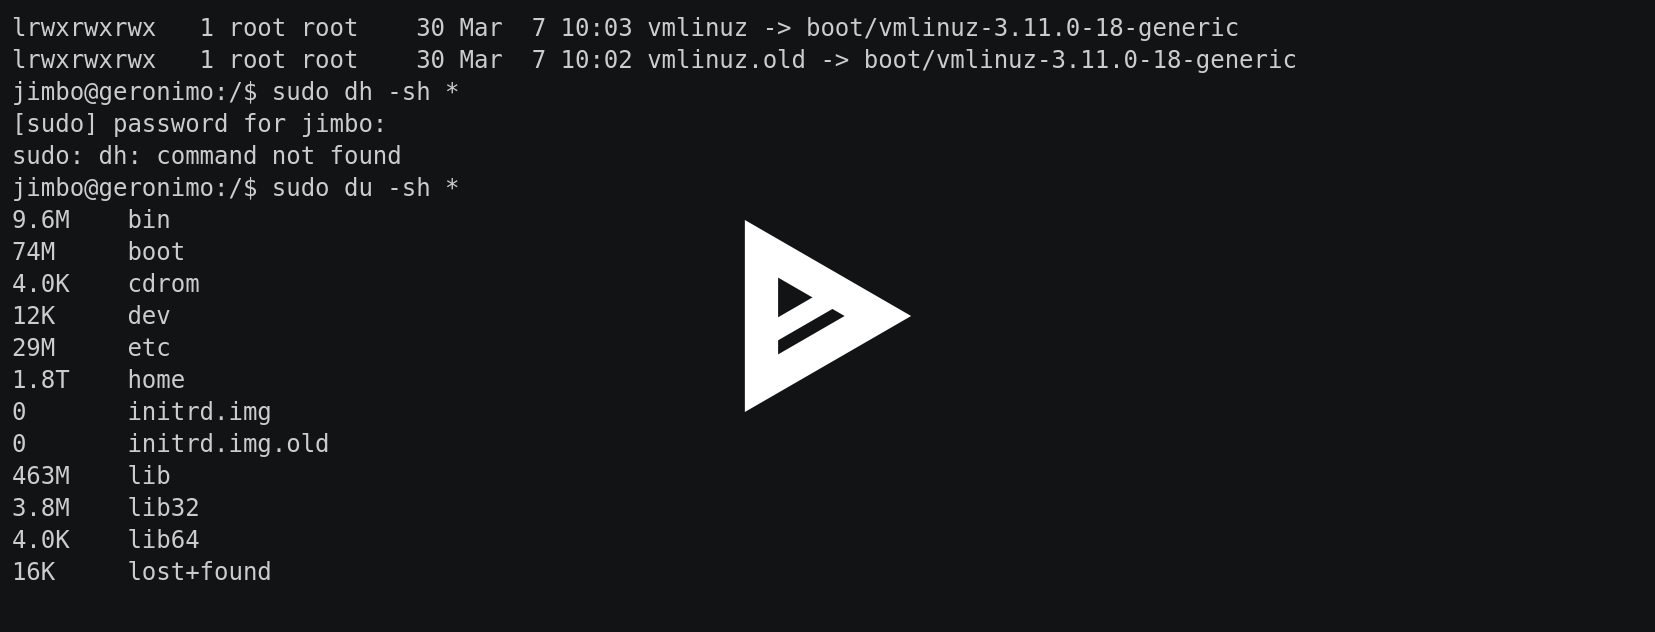 lrwxrwxrwx   1 root root    30 Mar  7 10:03 vmlinuz -> boot/vmlinuz-3.11.0-18-generic
lrwxrwxrwx   1 root root    30 Mar  7 10:02 vmlinuz.old -> boot/vmlinuz-3.11.0-18-generic
jimbo@geronimo:/$ sudo dh -sh *
[sudo] password for jimbo:
sudo: dh: command not found
jimbo@geronimo:/$ sudo du -sh *
9.6M    bin
74M     boot
4.0K    cdrom
12K     dev
29M     etc
1.8T    home
0       initrd.img
0       initrd.img.old
463M    lib
3.8M    lib32
4.0K    lib64
16K     lost+found